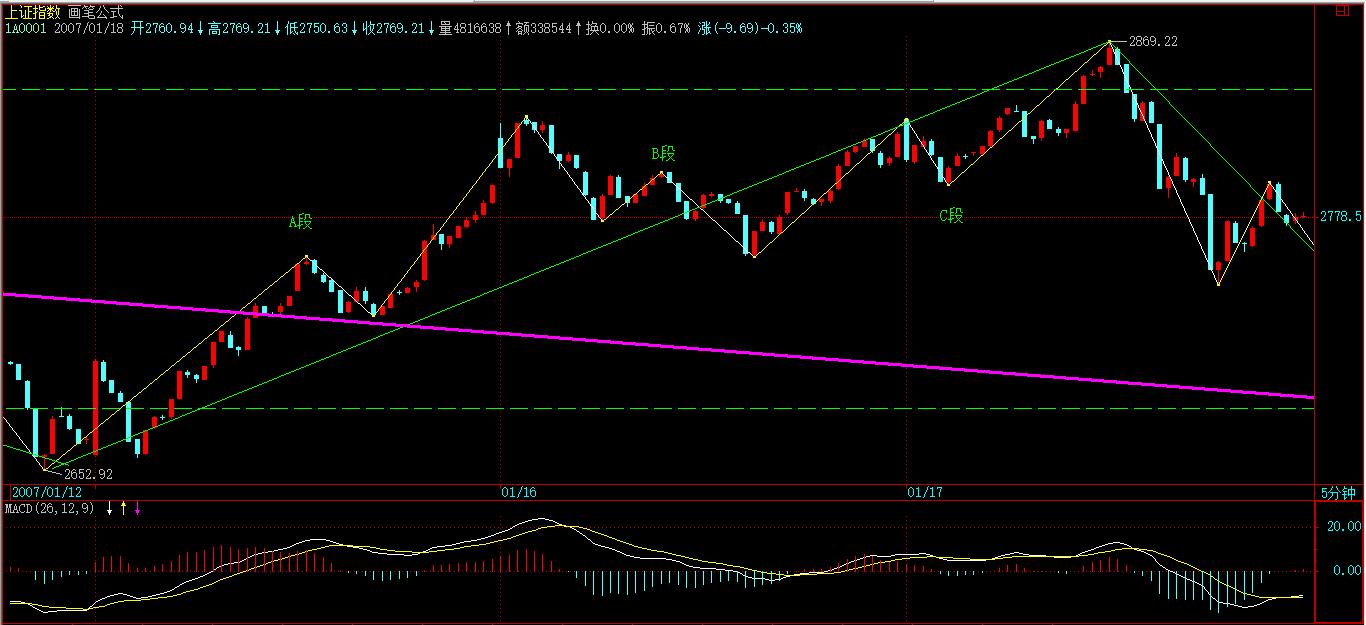 上证指数 画笔公式
1A0001 2007/01/18 开2760.94↓高2769.21↓低2750.63↓收2769.21↓量4816638↑额338544↑换0.00% 振0.67% 涨(-9.69)-0.35%
2869.22
B段
A段
C段
2778.5
2652.92
2007/01/12 01/16 01/17 5分钟
MACD(26,12,9) ↓ ↑ ↓
20.00
0.00